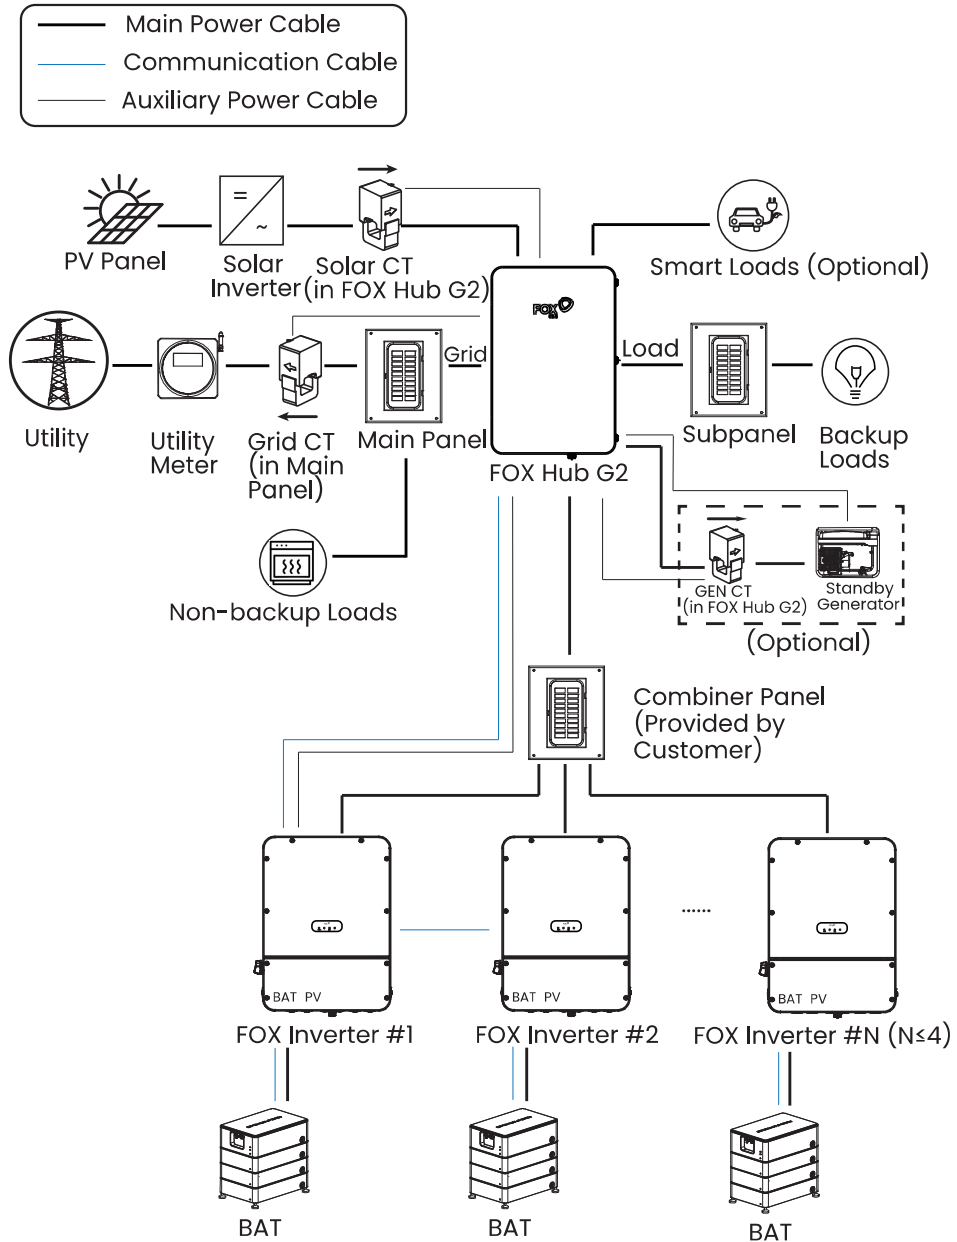 Main Power Cable
Communication Cable
Auxiliary Power Cable
PV Panel
Solar
Inverter
Solar CT
(in FOX Hub G2)
Smart Loads (Optional)
FOX
Grid
Load
Utility
Utility
Meter
Grid CT
(in Main
Panel)
Main Panel
FOX Hub G2
Subpanel
Backup
Loads
Non-backup Loads
GEN CT
(in FOX Hub G2)
Standby
Generator
(Optional)
Combiner Panel
(Provided by
Customer)
......
BAT PV
BAT PV
BAT PV
FOX Inverter #1
FOX Inverter #2
FOX Inverter #N (N≤4)
BAT
BAT
BAT